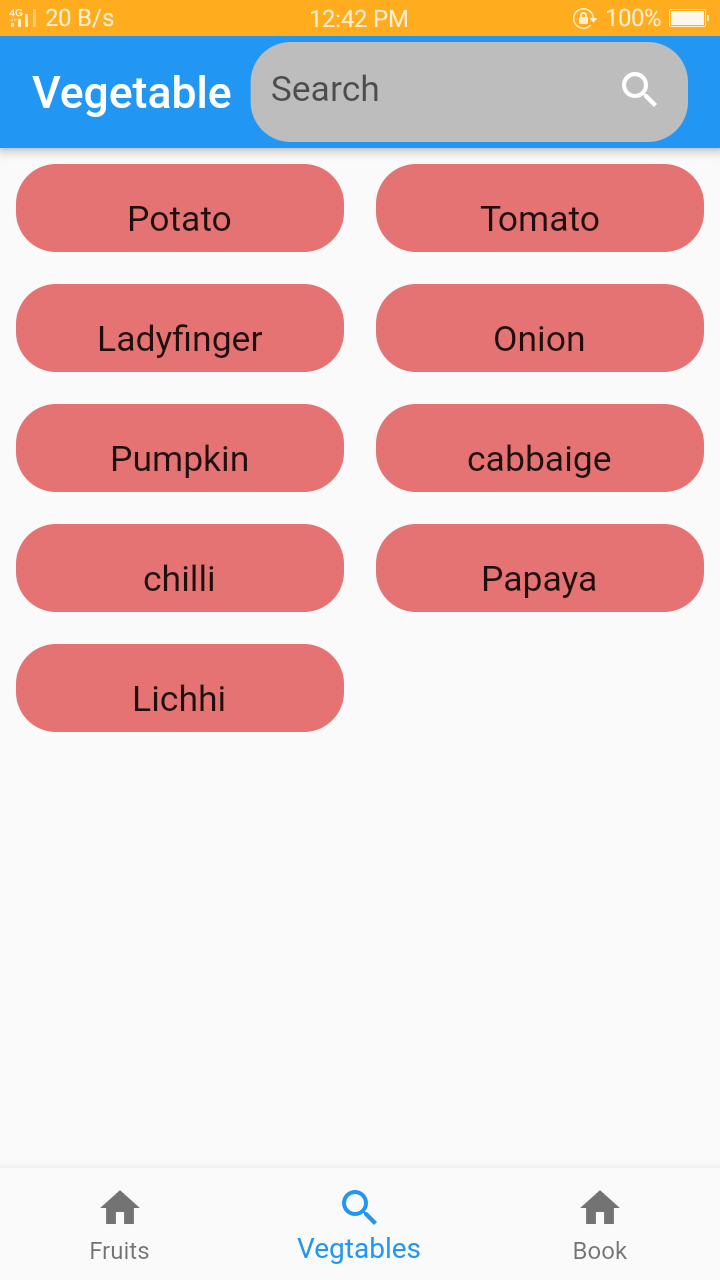 4G 20 B/s 12:42 PM 100%
Vegetable Search
Potato Tomato
Ladyfinger Onion
Pumpkin cabbaige
chilli Papaya
Lichhi
Fruits Vegtables Book